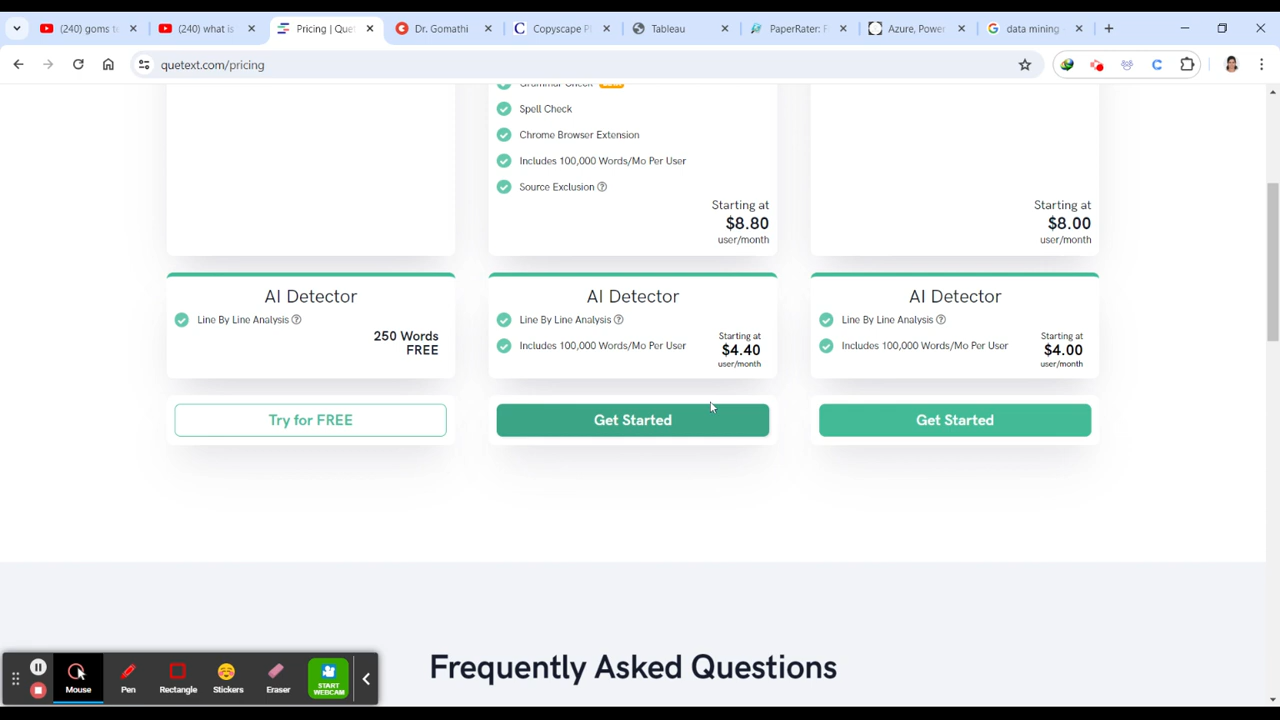 (240) goms t
(240) what is
Pricing | Que
Dr. Gomathi
Copyscape P
Tableau
PaperRater: F
Azure, Power
data mining
quetext.com/pricing
Grammar Check
Spell Check
Chrome Browser Extension
Includes 100,000 Words/Mo Per User
Source Exclusion ?
Starting at
$8.80
user/month
Starting at
$8.00
user/month
AI Detector
Line By Line Analysis ?
250 Words
FREE
Try for FREE
AI Detector
Line By Line Analysis ?
Includes 100,000 Words/Mo Per User
Starting at
$4.40
user/month
Get Started
AI Detector
Line By Line Analysis ?
Includes 100,000 Words/Mo Per User
Starting at
$4.00
user/month
Get Started
Frequently Asked Questions
Mouse
Pen
Rectangle
Stickers
Eraser
START
WEBCAM